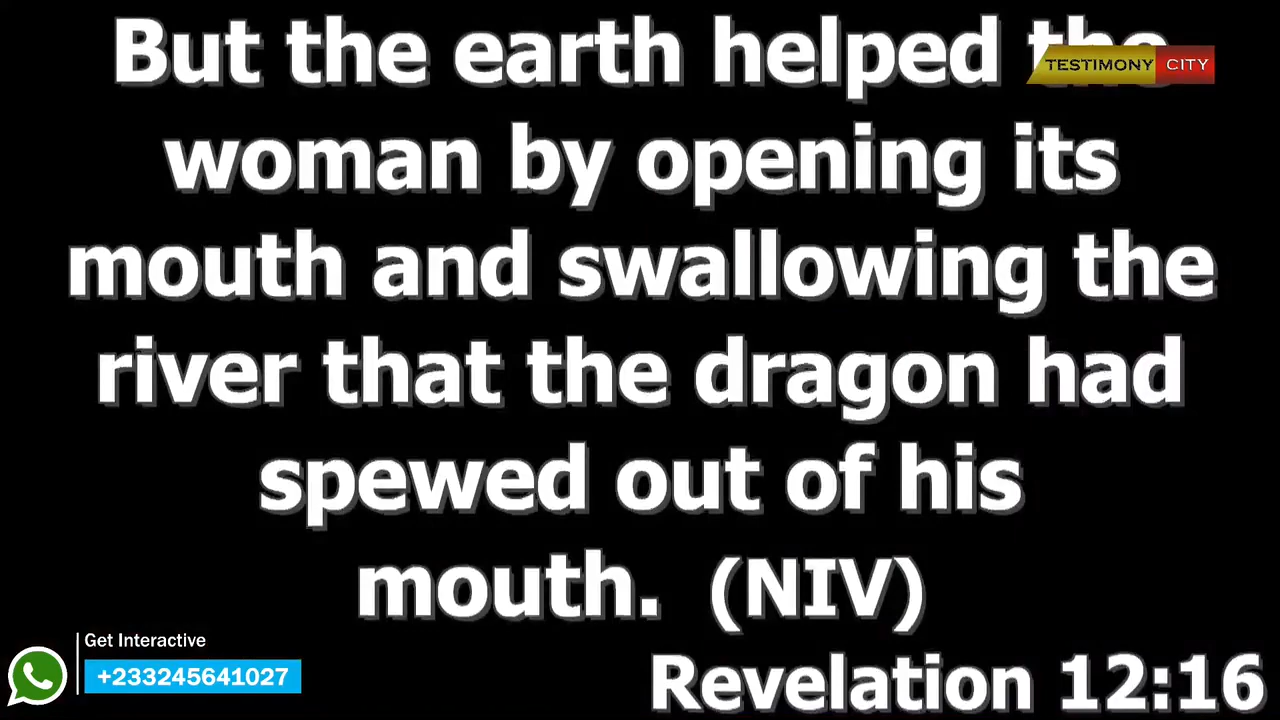 But the earth helped the
TESTIMONY CITY
woman by opening its
mouth and swallowing the
river that the dragon had
spewed out of his
mouth. (NIV)
Get Interactive
+233245641027
Revelation 12:16